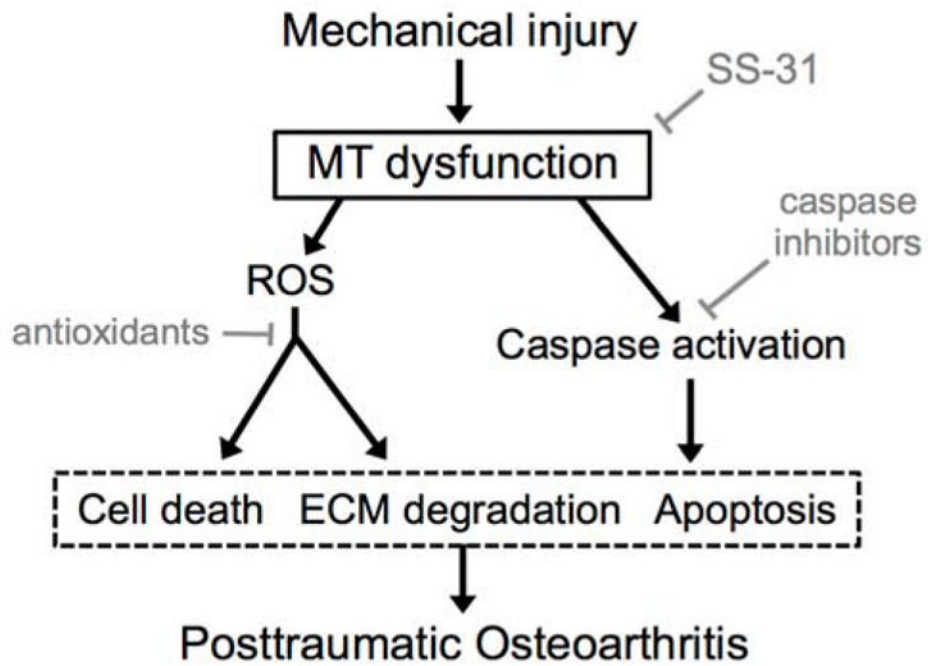 Mechanical injury
SS-31
MT dysfunction
caspase
inhibitors
ROS
antioxidants
Caspase activation
Cell death ECM degradation Apoptosis
Posttraumatic Osteoarthritis